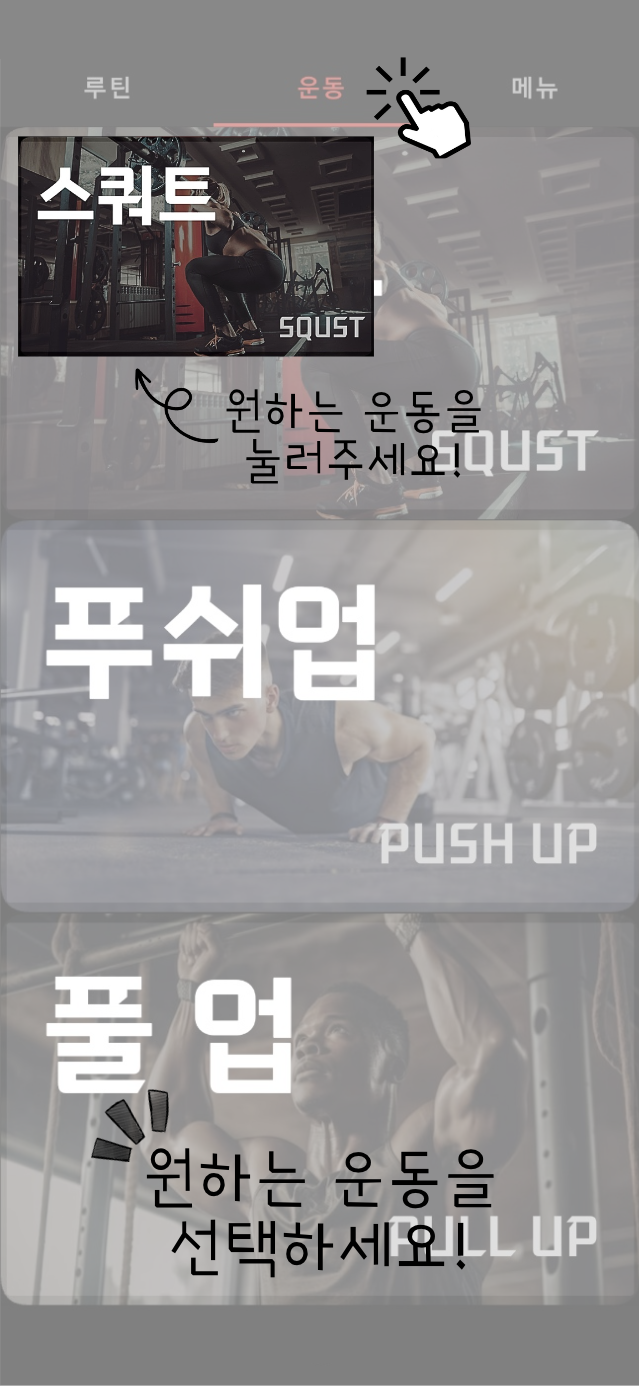 루틴 운동 메뉴
스쿼트
SQUST
원하는 운동을
눌러주세요!
SQUST
푸쉬업
PUSH UP
풀 업
원하는 운동을
선택하세요!
PULL UP